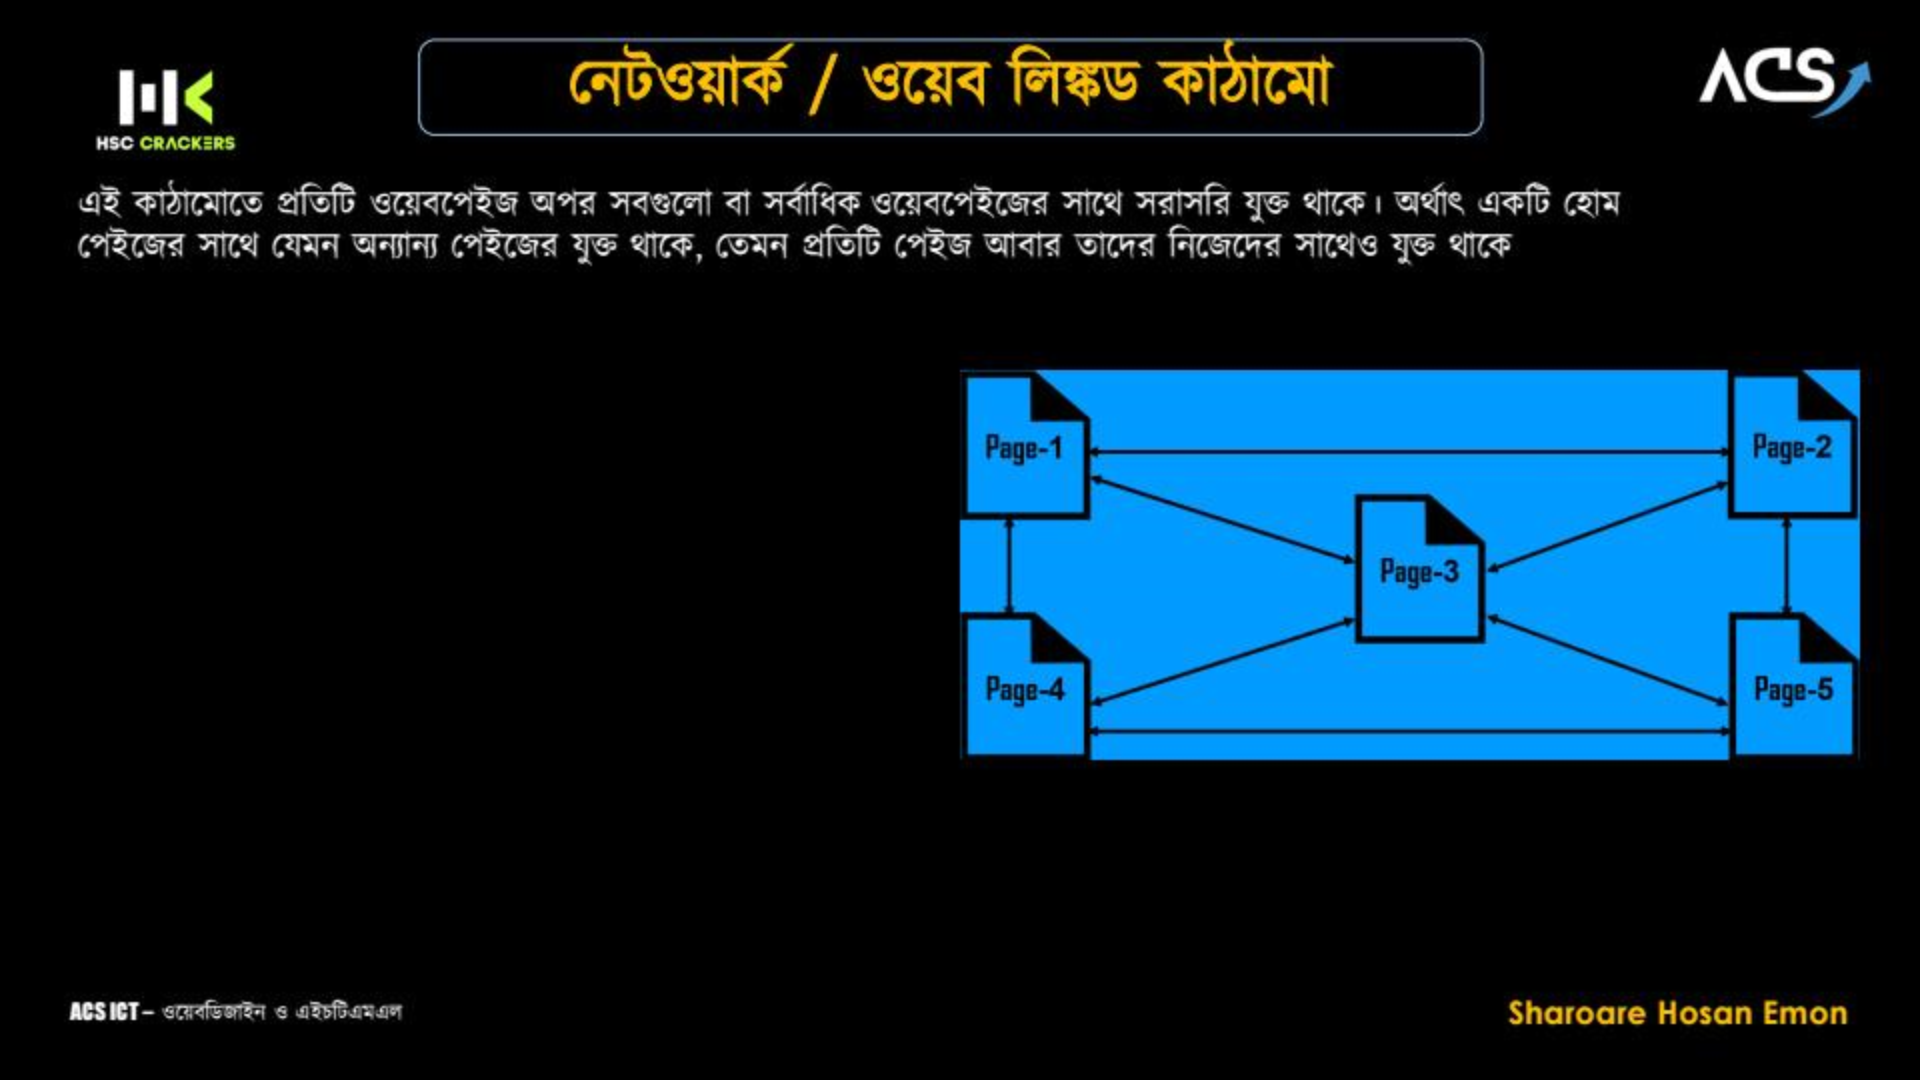 নেটওয়ার্ক / ওয়েব লিঙ্কড কাঠামো
HSC CRACKERS
ACS
এই কাঠামোতে প্রতিটি ওয়েবপেইজ অপর সবগুলো বা সর্বাধিক ওয়েবপেইজের সাথে সরাসরি যুক্ত থাকে। অর্থাৎ একটি হোম
পেইজের সাথে যেমন অন্যান্য পেইজের যুক্ত থাকে, তেমন প্রতিটি পেইজ আবার তাদের নিজেদের সাথেও যুক্ত থাকে
Page-1
Page-2
Page-3
Page-4
Page-5
ACS ICT – ওয়েবডিজাইন ও এইচটিএমএল
Sharoare Hosan Emon